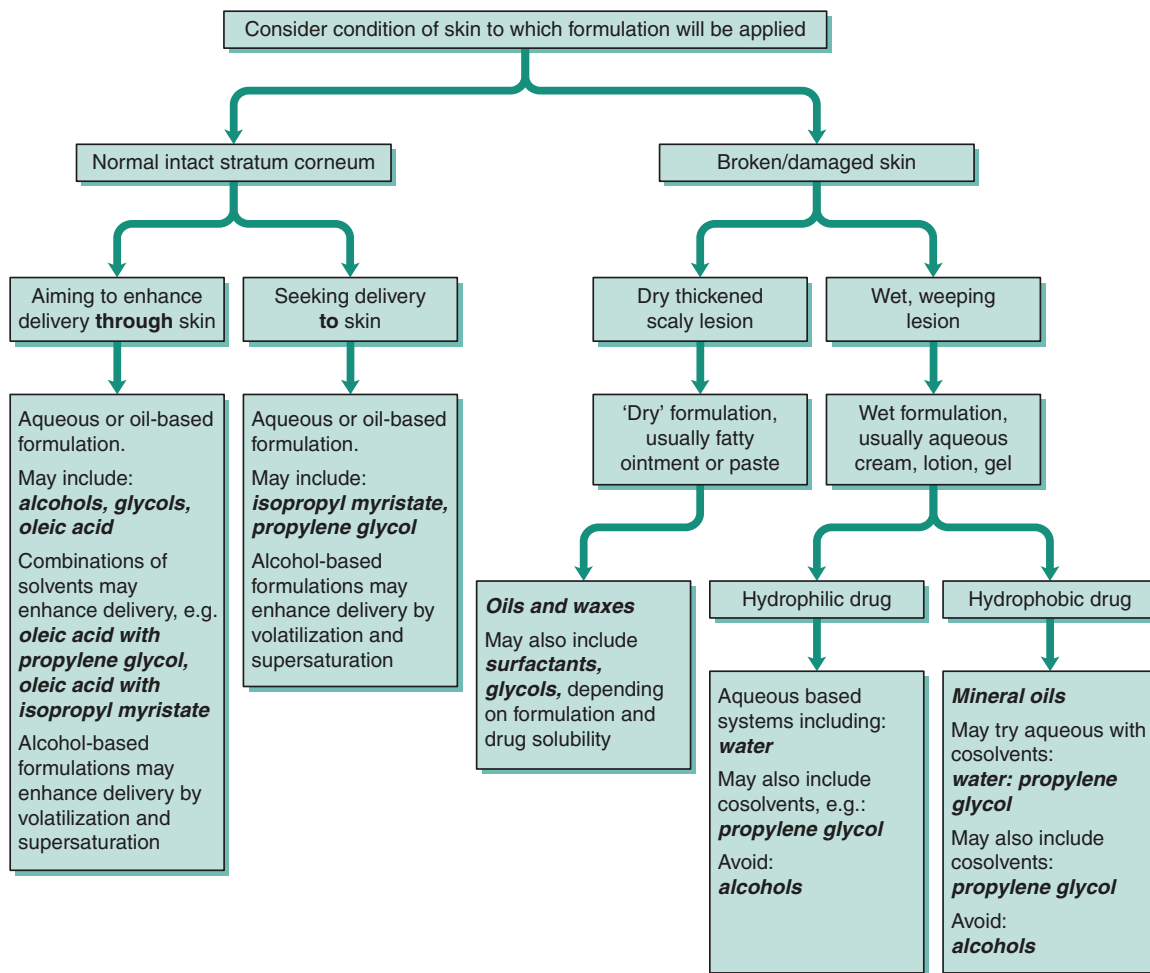 Consider condition of skin to which formulation will be applied
Normal intact stratum corneum
Broken/damaged skin
Aiming to enhance
delivery through skin
Seeking delivery
to skin
Dry thickened
scaly lesion
Wet, weeping
lesion
Aqueous or oil-based
formulation.
May include:
alcohols, glycols,
oleic acid
Combinations of
solvents may
enhance delivery, e.g.
oleic acid with
propylene glycol,
oleic acid with
isopropyl myristate
Alcohol-based
formulations may
enhance delivery by
volatilization and
supersaturation
Aqueous or oil-based
formulation.
May include:
isopropyl myristate,
propylene glycol
Alcohol-based
formulations may
enhance delivery by
volatilization and
supersaturation
‘Dry’ formulation,
usually fatty
ointment or paste
Wet formulation,
usually aqueous
cream, lotion, gel
Oils and waxes
May also include
surfactants,
glycols, depending
on formulation and
drug solubility
Hydrophilic drug
Hydrophobic drug
Aqueous based
systems including:
water
May also include
cosolvents, e.g.:
propylene glycol
Avoid:
alcohols
Mineral oils
May try aqueous with
cosolvents:
water: propylene
glycol
May also include
cosolvents:
propylene glycol
Avoid:
alcohols